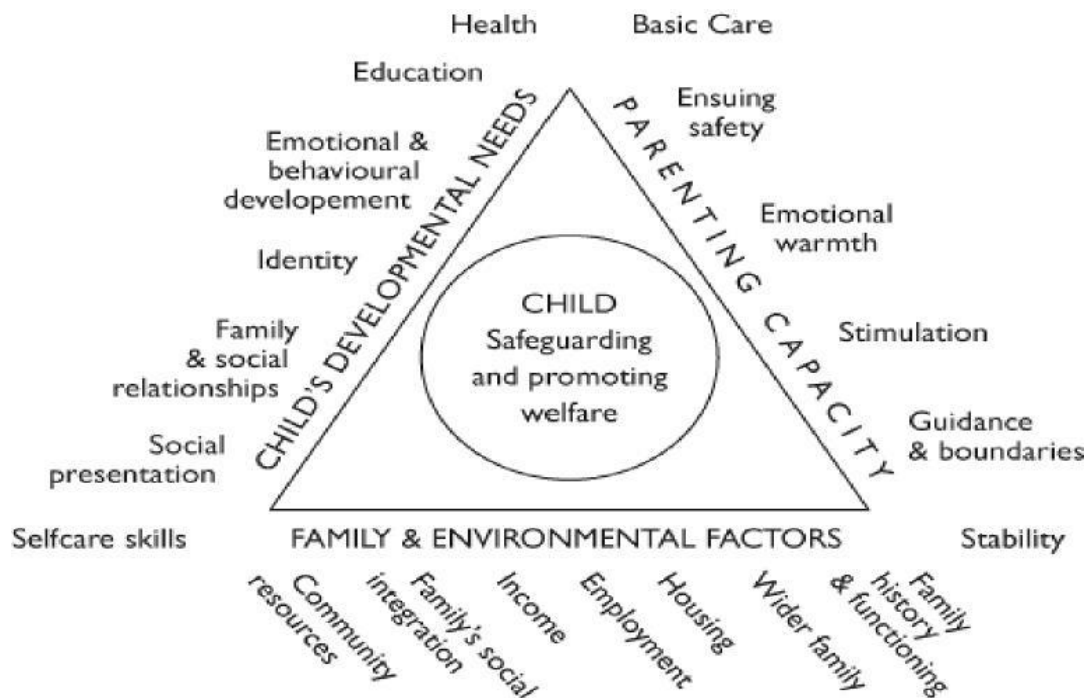 Health
Basic Care
Education
Ensuing
safety
Emotional &
behavioural
developement
Emotional
warmth
Identity
Family
& social
relationships
Stimulation
Social
presentation
Guidance
& boundaries
Selfcare skills
Stability
CHILD'S DEVELOPMENTAL NEEDS
PARENTING CAPACITY
CHILD
Safeguarding
and promoting
welfare
FAMILY & ENVIRONMENTAL FACTORS
Community
resources
Family's social
integration
Income
Employment
Housing
Wider family
Family
history
& functioning